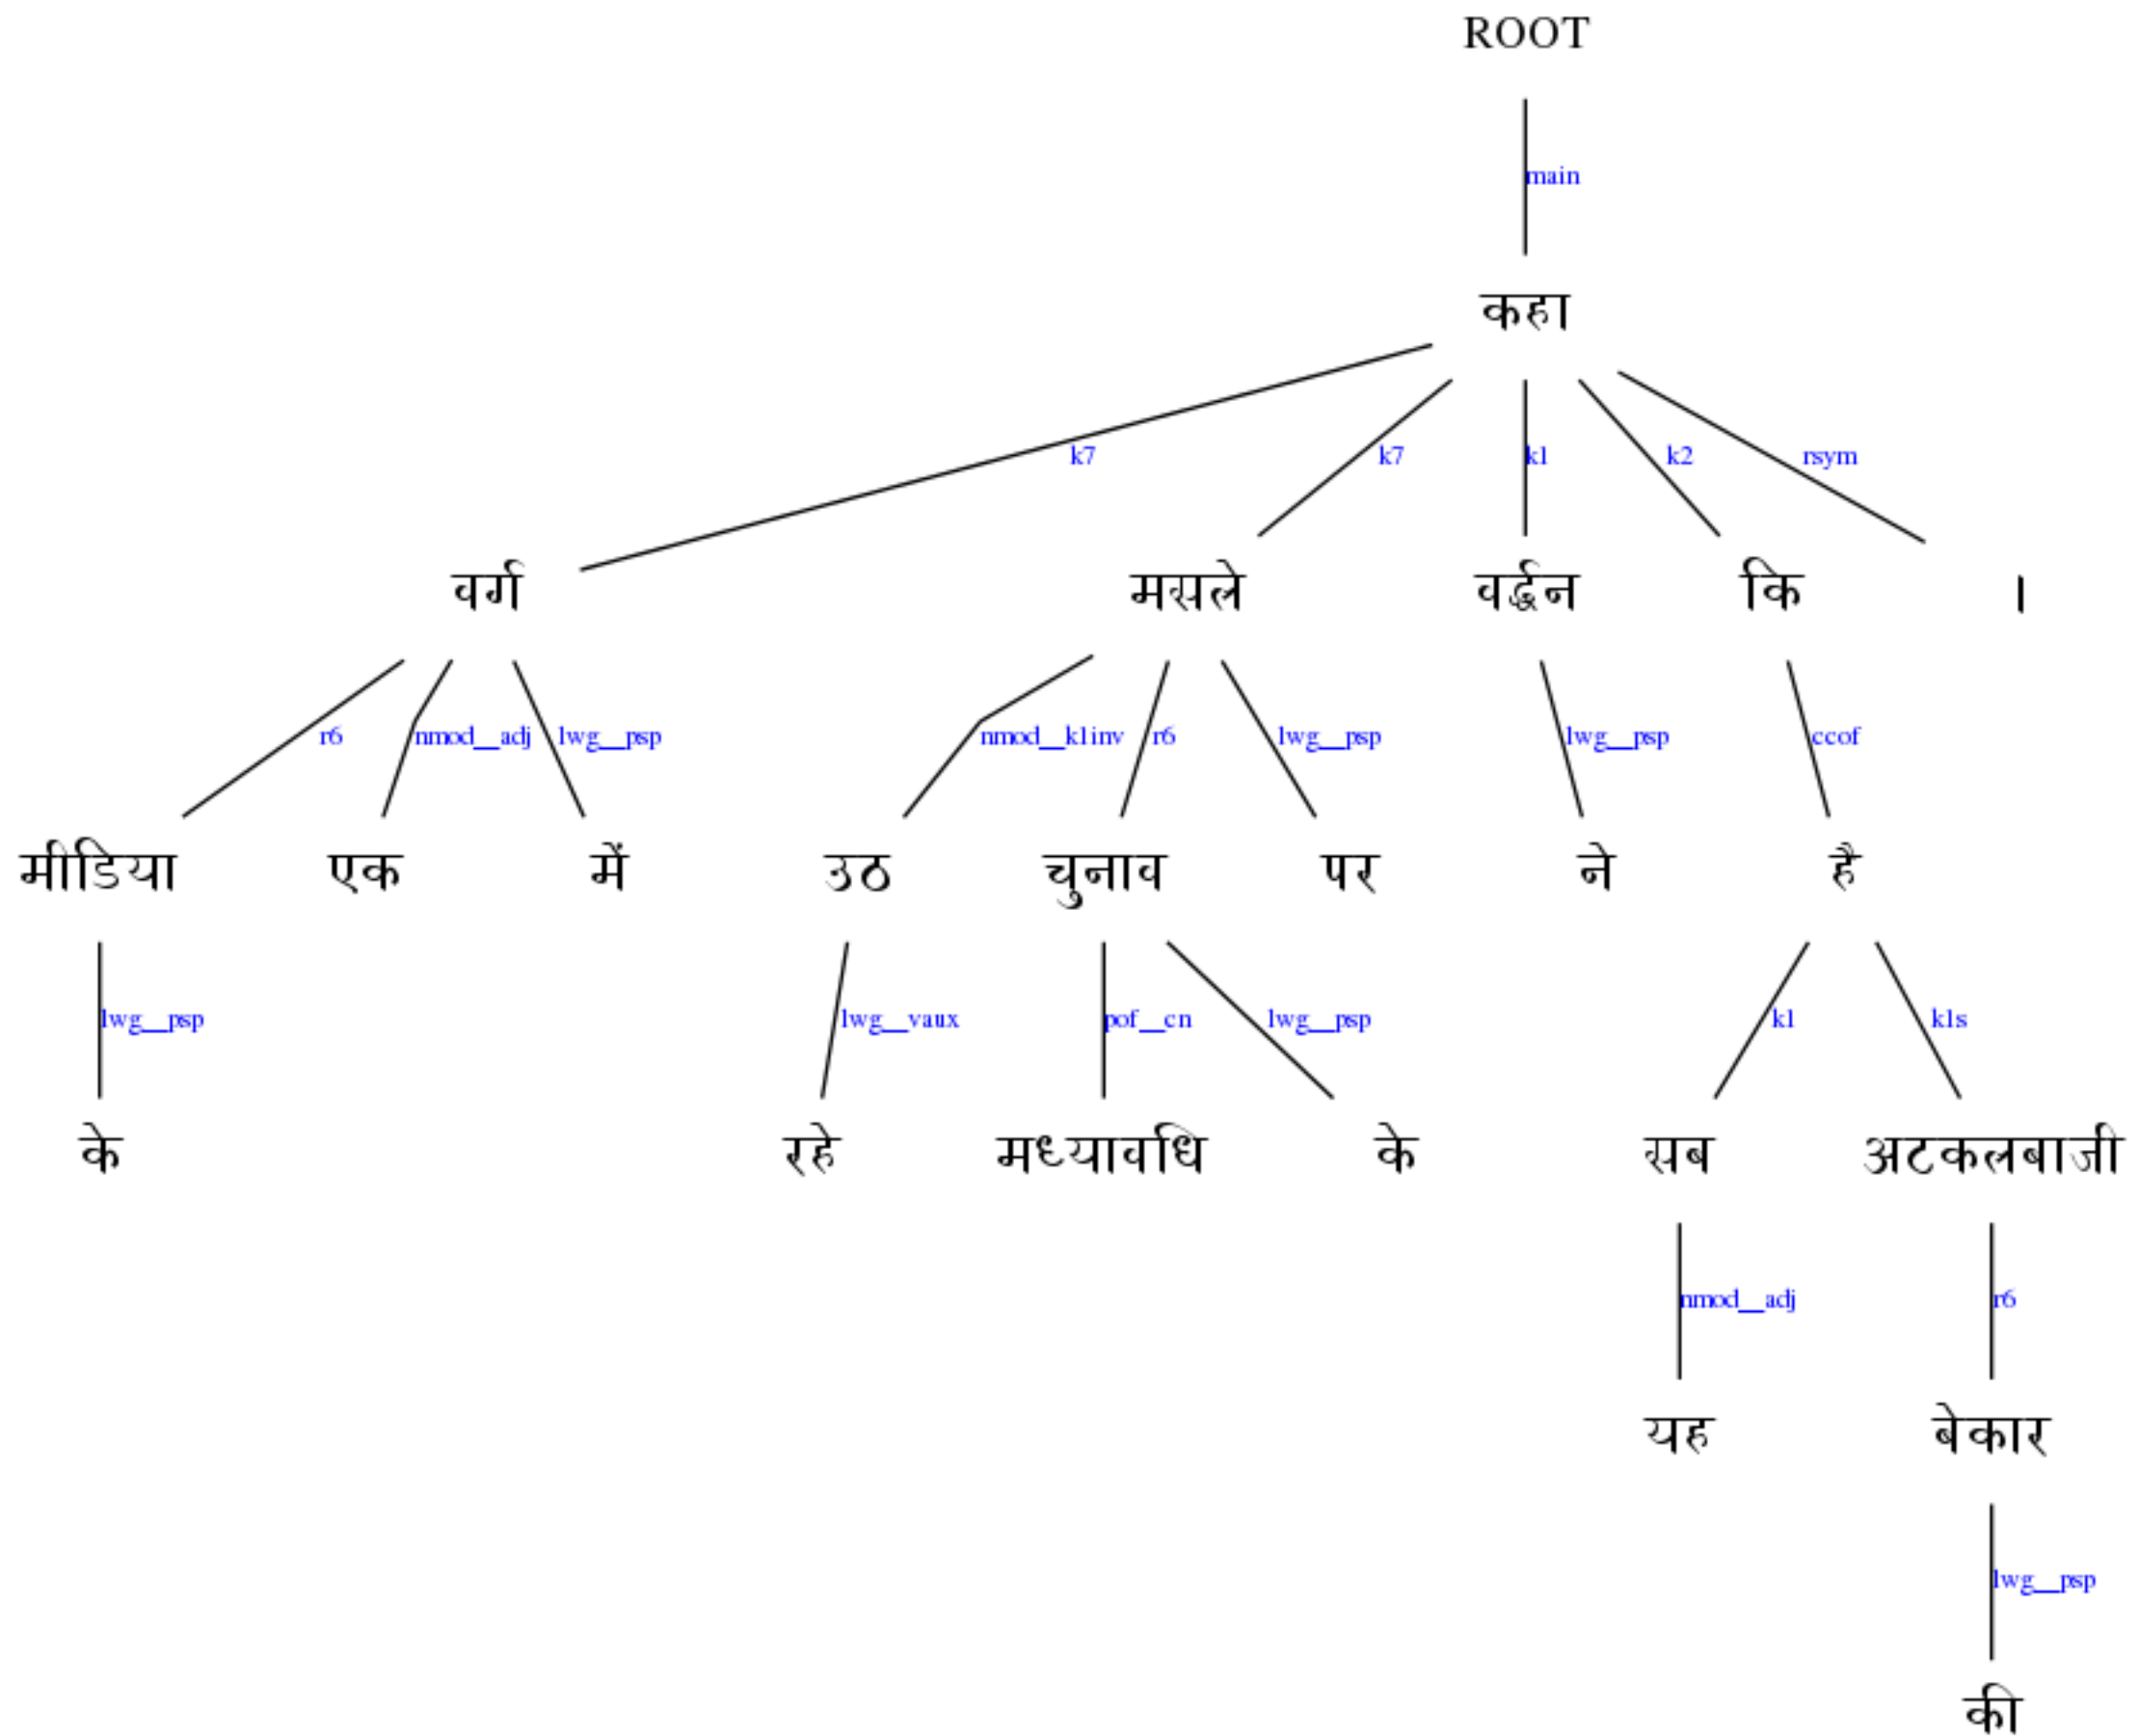 ROOT
main
कहा
k7 k7 k1 k2 rsym
वर्ग मसले वर्द्धन कि ।
r6 nmod__adj lwg__psp nmod__k1inv r6 lwg__psp lwg__psp ccof
मीडिया एक में उठ चुनाव पर ने है
lwg__psp lwg__vaux pof__cn lwg__psp k1 k1s
के रहे मध्यावधि के सब अटकलबाजी
nmod__adj r6
यह बेकार
lwg__psp
की